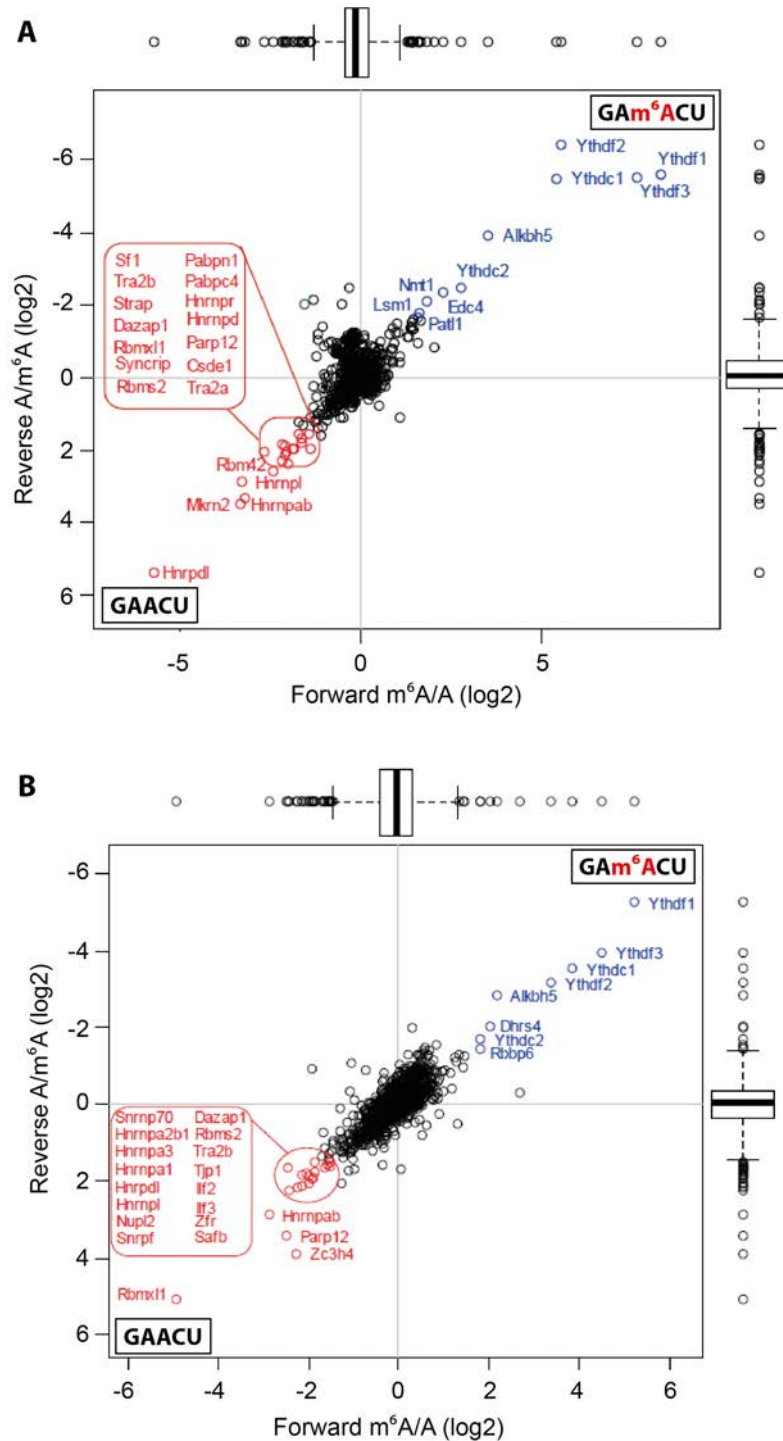 A
GAm⁶ACU
Ythdf2
Ythdf1
Ythdc1
Ythdf3
Alkbh5
Ythdc2
Nmt1
Lsm1
Edc4
Patl1
Sf1 Pabpn1
Tra2b Pabpc4
Strap Hnrnpr
Dazap1 Hnrnpd
Rbmxl1 Parp12
Syncrip Csde1
Rbms2 Tra2a
Rbm42
Hnrnpl
Mkrn2 Hnrnpab
Hnrpdl
GAACU
-6
-4
-2
0
2
4
6
Reverse A/m⁶A (log2)
-5 0 5
Forward m⁶A/A (log2)
B
GAm⁶ACU
Ythdf1
Ythdf3
Ythdc1
Ythdf2
Alkbh5
Dhrs4
Ythdc2
Rbbp6
Snrnp70 Dazap1
Hnrnpa2b1 Rbms2
Hnrnpa3 Tra2b
Hnrnpa1 Tjp1
Hnrpdl Ilf2
Hnrnpl Ilf3
Nupl2 Zfr
Snrpf Safb
Hnrnpab
Parp12
Zc3h4
Rbmxl1
GAACU
-6
-4
-2
0
2
4
6
Reverse A/m⁶A (log2)
-6 -4 -2 0 2 4 6
Forward m⁶A/A (log2)